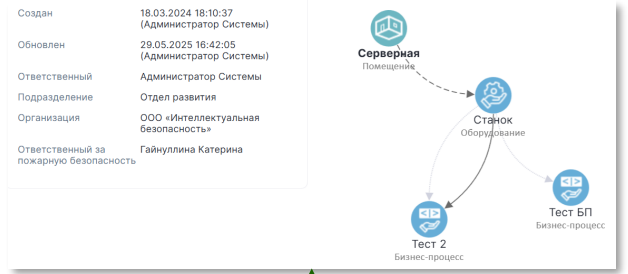 Создан 18.03.2024 18:10:37
(Администратор Системы)
Обновлен 29.05.2025 16:42:05
(Администратор Системы)
Ответственный Администратор Системы
Подразделение Отдел развития
Организация ООО «Интеллектуальная
безопасность»
Ответственный за Гайнуллина Катерина
пожарную безопасность
Серверная
Помещение
Станок
Оборудование
Тест БП
Бизнес-процесс
Тест 2
Бизнес-процесс